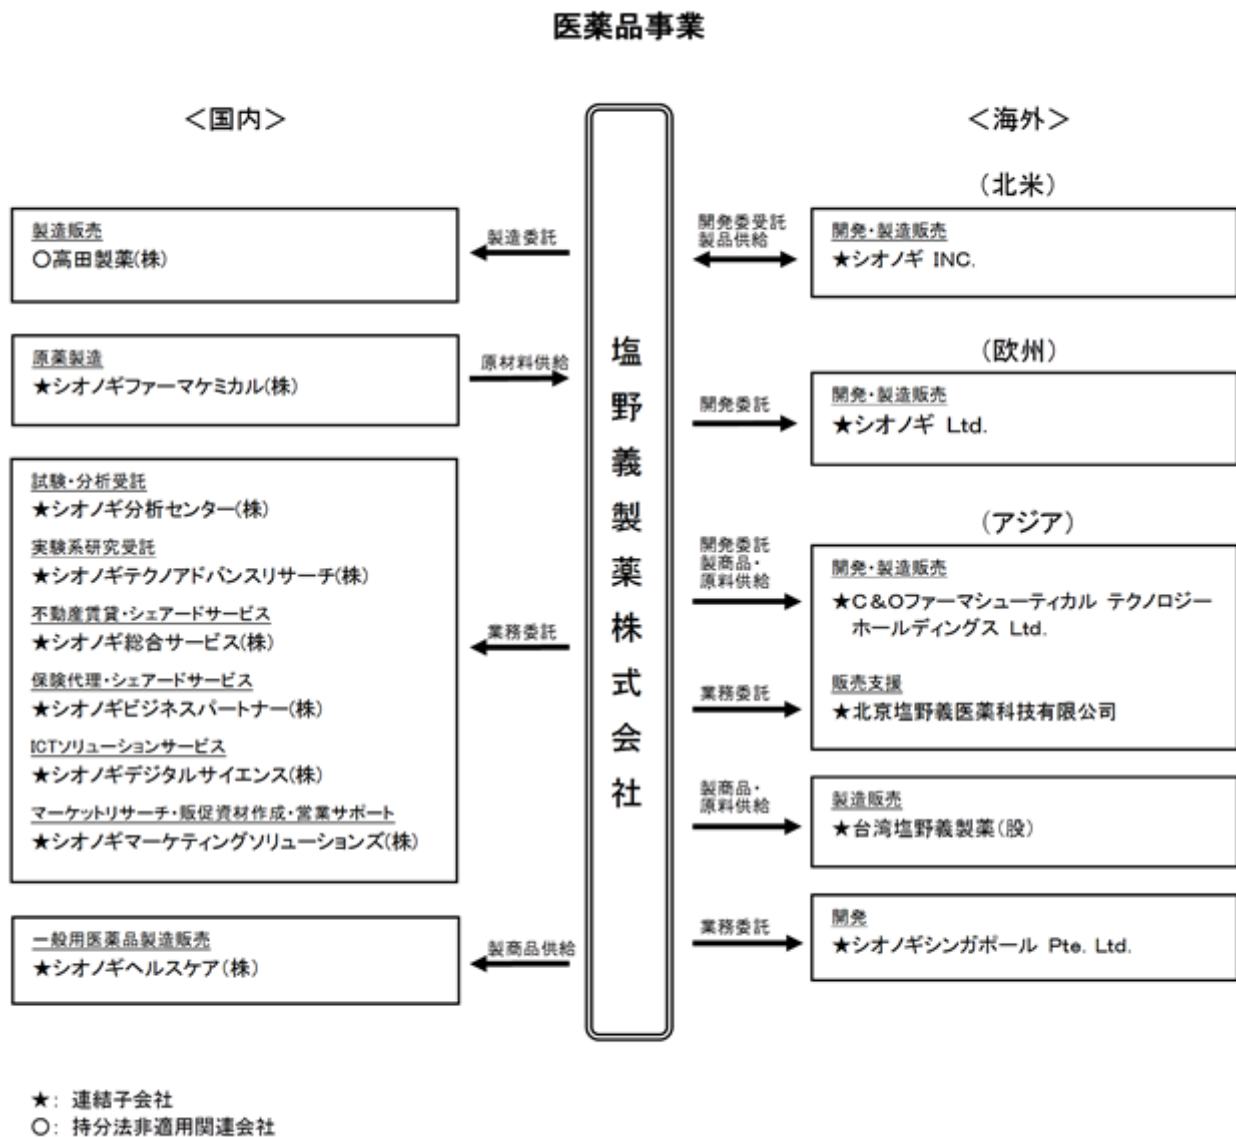 医薬品事業
＜国内＞
製造販売
○高田製薬(株)
製造委託
原薬製造
★シオノギファーマケミカル(株)
原材料供給
試験・分析受託
★シオノギ分析センター(株)
実験系研究受託
★シオノギテクノアドバンスリサーチ(株)
不動産賃貸・シェアードサービス
★シオノギ総合サービス(株)
保険代理・シェアードサービス
★シオノギビジネスパートナー(株)
ICTソリューションサービス
★シオノギデジタルサイエンス(株)
マーケットリサーチ・販促資材作成・営業サポート
★シオノギマーケティングソリューションズ(株)
業務委託
一般用医薬品製造販売
★シオノギヘルスケア(株)
製商品供給
塩野義製薬株式会社
＜海外＞
(北米)
開発委受託
製品供給
開発・製造販売
★シオノギ INC.
(欧州)
開発委託
開発・製造販売
★シオノギ Ltd.
(アジア)
開発委託
製商品・
原料供給
開発・製造販売
★C&Oファーマシューティカル テクノロジー
ホールディングス Ltd.
業務委託
販売支援
★北京塩野義医薬科技有限公司
製商品・
原料供給
製造販売
★台湾塩野義製薬(股)
業務委託
開発
★シオノギシンガポール Pte. Ltd.
★: 連結子会社
○: 持分法非適用関連会社